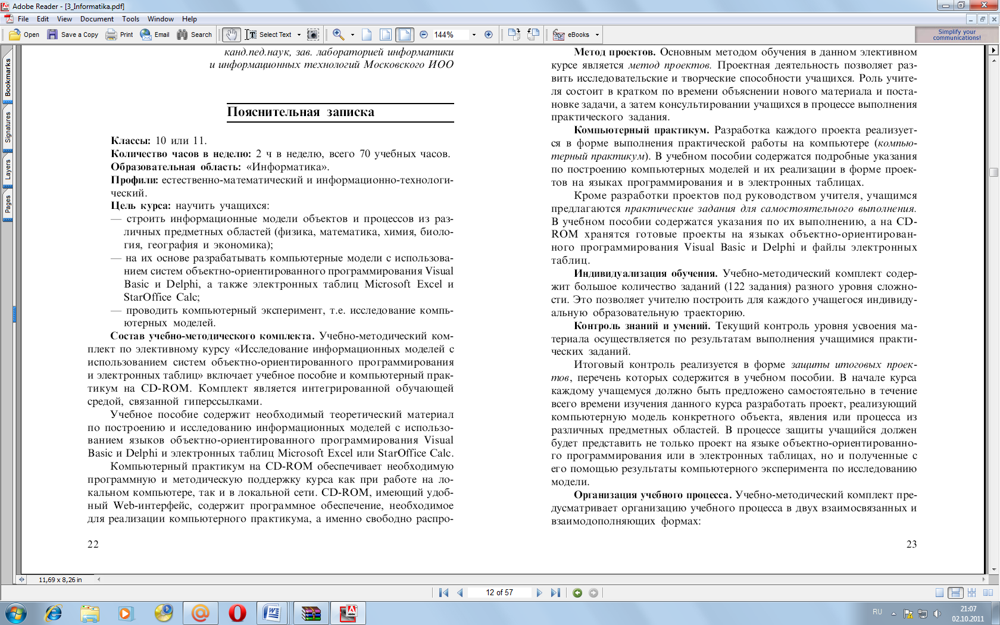 Adobe Reader - [3_Informatika.pdf]
File Edit View Document Tools Window Help
Open Save a Copy Print Email Search Select Text 144% eBooks
Simplify your
communications!
Bookmarks
Signatures
Layers
Pages
канд.пед.наук, зав. лабораторией информатики
и информационных технологий Московского ИОО
Пояснительная записка
Классы: 10 или 11.
Количество часов в неделю: 2 ч в неделю, всего 70 учебных часов.
Образовательная область: «Информатика».
Профили: естественно-математический и информационно-технологи-
ческий.
Цель курса: научить учащихся:
— строить информационные модели объектов и процессов из раз-
личных предметных областей (физика, математика, химия, биоло-
гия, география и экономика);
— на их основе разрабатывать компьютерные модели с использова-
нием систем объектно-ориентированного программирования Visual
Basic и Delphi, а также электронных таблиц Microsoft Excel и
StarOffice Calc;
— проводить компьютерный эксперимент, т.е. исследование компь-
ютерных моделей.
Состав учебно-методического комплекта. Учебно-методический ком-
плект по элективному курсу «Исследование информационных моделей с
использованием систем объектно-ориентированного программирования
и электронных таблиц» включает учебное пособие и компьютерный прак-
тикум на CD-ROM. Комплект является интегрированной обучающей
средой, связанной гиперссылками.
Учебное пособие содержит необходимый теоретический материал
по построению и исследованию информационных моделей с использо-
ванием языков объектно-ориентированного программирования Visual
Basic и Delphi и электронных таблиц Microsoft Excel или StarOffice Calc.
Компьютерный практикум на CD-ROM обеспечивает необходимую
программную и методическую поддержку курса как при работе на ло-
кальном компьютере, так и в локальной сети. CD-ROM, имеющий удоб-
ный Web-интерфейс, содержит программное обеспечение, необходимое
для реализации компьютерного практикума, а именно свободно распро-
22
Метод проектов. Основным методом обучения в данном элективном
курсе является метод проектов. Проектная деятельность позволяет раз-
вить исследовательские и творческие способности учащихся. Роль учите-
ля состоит в кратком по времени объяснении нового материала и поста-
новке задачи, а затем консультировании учащихся в процессе выполнения
практического задания.
Компьютерный практикум. Разработка каждого проекта реализует-
ся в форме выполнения практической работы на компьютере (компью-
терный практикум). В учебном пособии содержатся подробные указания
по построению компьютерных моделей и их реализации в форме проек-
тов на языках программирования и в электронных таблицах.
Кроме разработки проектов под руководством учителя, учащимся
предлагаются практические задания для самостоятельного выполнения.
В учебном пособии содержатся указания по их выполнению, а на CD-
ROM хранятся готовые проекты на языках объектно-ориентирован-
ного программирования Visual Basic и Delphi и файлы электронных
таблиц.
Индивидуализация обучения. Учебно-методический комплект содер-
жит большое количество заданий (122 задания) разного уровня сложно-
сти. Это позволяет учителю построить для каждого учащегося индивиду-
альную образовательную траекторию.
Контроль знаний и умений. Текущий контроль уровня усвоения ма-
териала осуществляется по результатам выполнения учащимися практи-
ческих заданий.
Итоговый контроль реализуется в форме защиты итоговых проек-
тов, перечень которых содержится в учебном пособии. В начале курса
каждому учащемуся должно быть предложено самостоятельно в течение
всего времени изучения данного курса разработать проект, реализующий
компьютерную модель конкретного объекта, явления или процесса из
различных предметных областей. В процессе защиты учащийся должен
будет представить не только проект на языке объектно-ориентированно-
го программирования или в электронных таблицах, но и полученные с
его помощью результаты компьютерного эксперимента по исследованию
модели.
Организация учебного процесса. Учебно-методический комплект пре-
дусматривает организацию учебного процесса в двух взаимосвязанных и
взаимодополняющих формах:
23
11,69 x 8,26 in
12 of 57
RU
21:07
02.10.2011